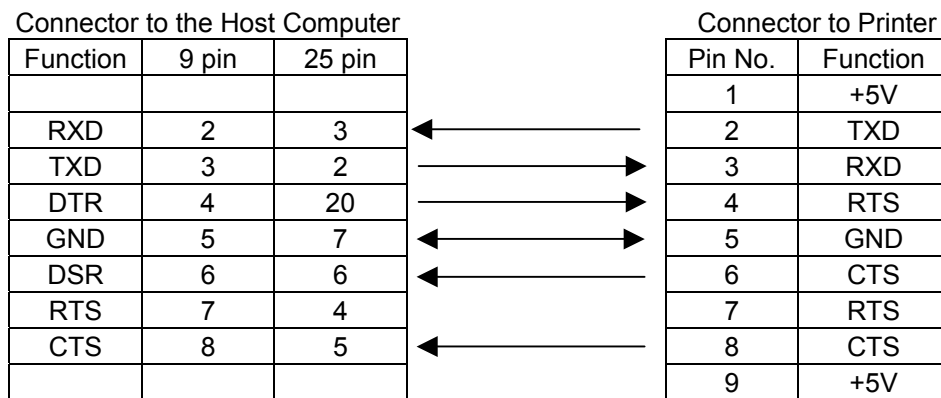 Connector to the Host Computer Connector to Printer
Function 9 pin 25 pin Pin No. Function
1 +5V
RXD 2 3 2 TXD
TXD 3 2 3 RXD
DTR 4 20 4 RTS
GND 5 7 5 GND
DSR 6 6 6 CTS
RTS 7 4 7 RTS
CTS 8 5 8 CTS
9 +5V